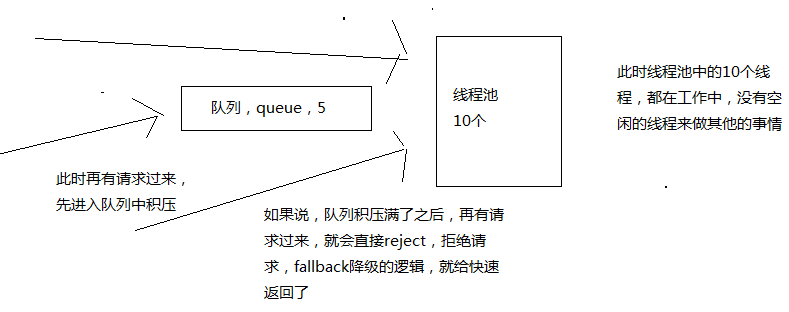 队列，queue，5
线程池
10个
此时线程池中的10个线
程，都在工作中，没有空
闲的线程来做其他的事情
此时再有请求过来，
先进入队列中积压
如果说，队列积压满了之后，再有请
求过来，就会直接reject，拒绝请
求，fallback降级的逻辑，就给快速
返回了